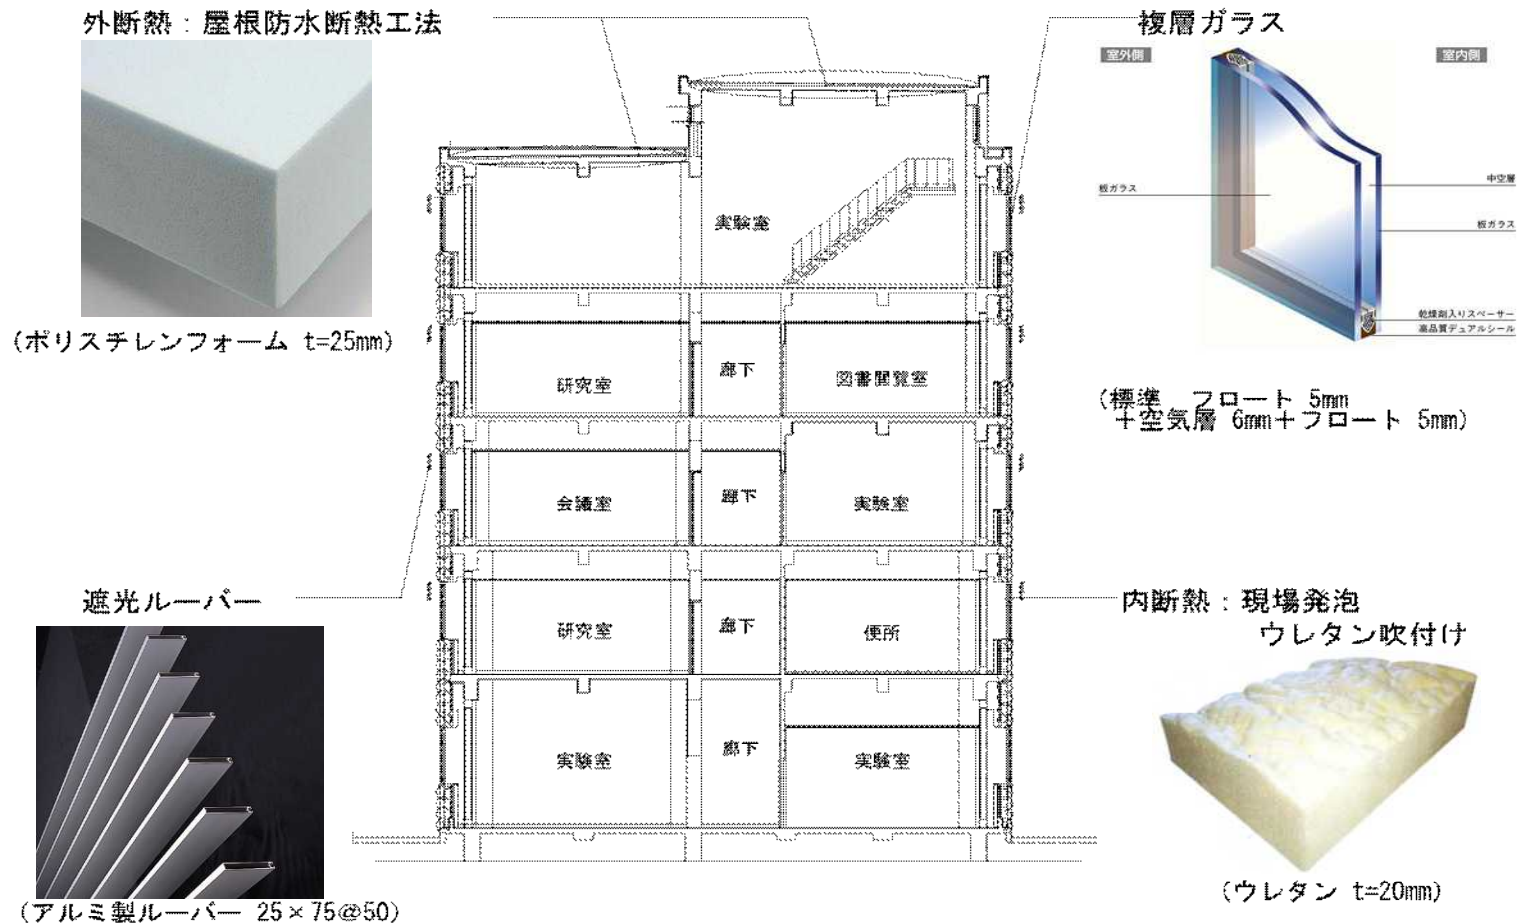 外断熱：屋根防水断熱工法
(ポリスチレンフォーム t=25mm)
複層ガラス
室外側
室内側
板ガラス
中空層
板ガラス
乾燥剤入りスペーサー
高品質デュアルシール
(標準 フロート 5mm
＋空気層 6mm＋フロート 5mm)
実験室
研究室
廊下
図書閲覧室
会議室
廊下
実験室
研究室
廊下
便所
実験室
廊下
実験室
遮光ルーバー
(アルミ製ルーバー 25×75@50)
内断熱：現場発泡
ウレタン吹付け
(ウレタン t=20mm)